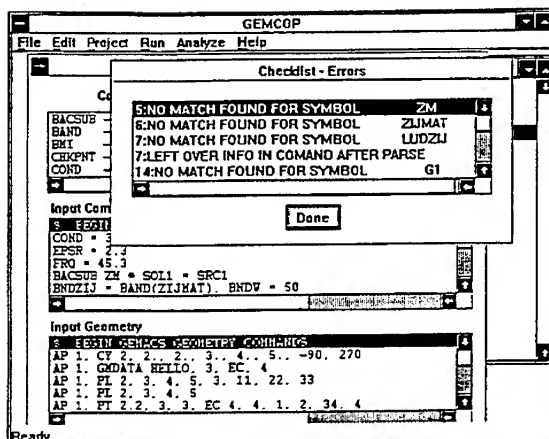 GEMCOP
File Edit Project Run Analyze Help
Checklist - Errors
5:NO MATCH FOUND FOR SYMBOL ZM
6:NO MATCH FOUND FOR SYMBOL ZIJMAT
7:NO MATCH FOUND FOR SYMBOL LUDZIJ
7:LEFT OVER INFO IN COMAND AFTER PARSE
14:NO MATCH FOUND FOR SYMBOL G1
Done
Co
BACSUB
BAND
BMI
CHKPNT
COND
Input Com
$ BEGIN
COND = 3
EPSR = 2.3
FRQ = 45.3
BACSUB ZM = SOL1 = SRC1
BNDZIJ = BAND(ZIJMAT). BNDW = 50
Input Geometry
$ BEGIN GEMACS GEOMETRY COMMANDS
AP 1. CY 2. 2.. 2., 3., 4., 5., -90, 270
AP 1. GMDATA HELLO, 3, EC, 4
AP 1. PL 2. 3. 4. 5. 3. 11. 22. 33
AP 1. PL 2. 3. 4. 5
AP 1. PT 2.2. 3. 3. EC 4. 4. 1. 2. 34. 4
Ready